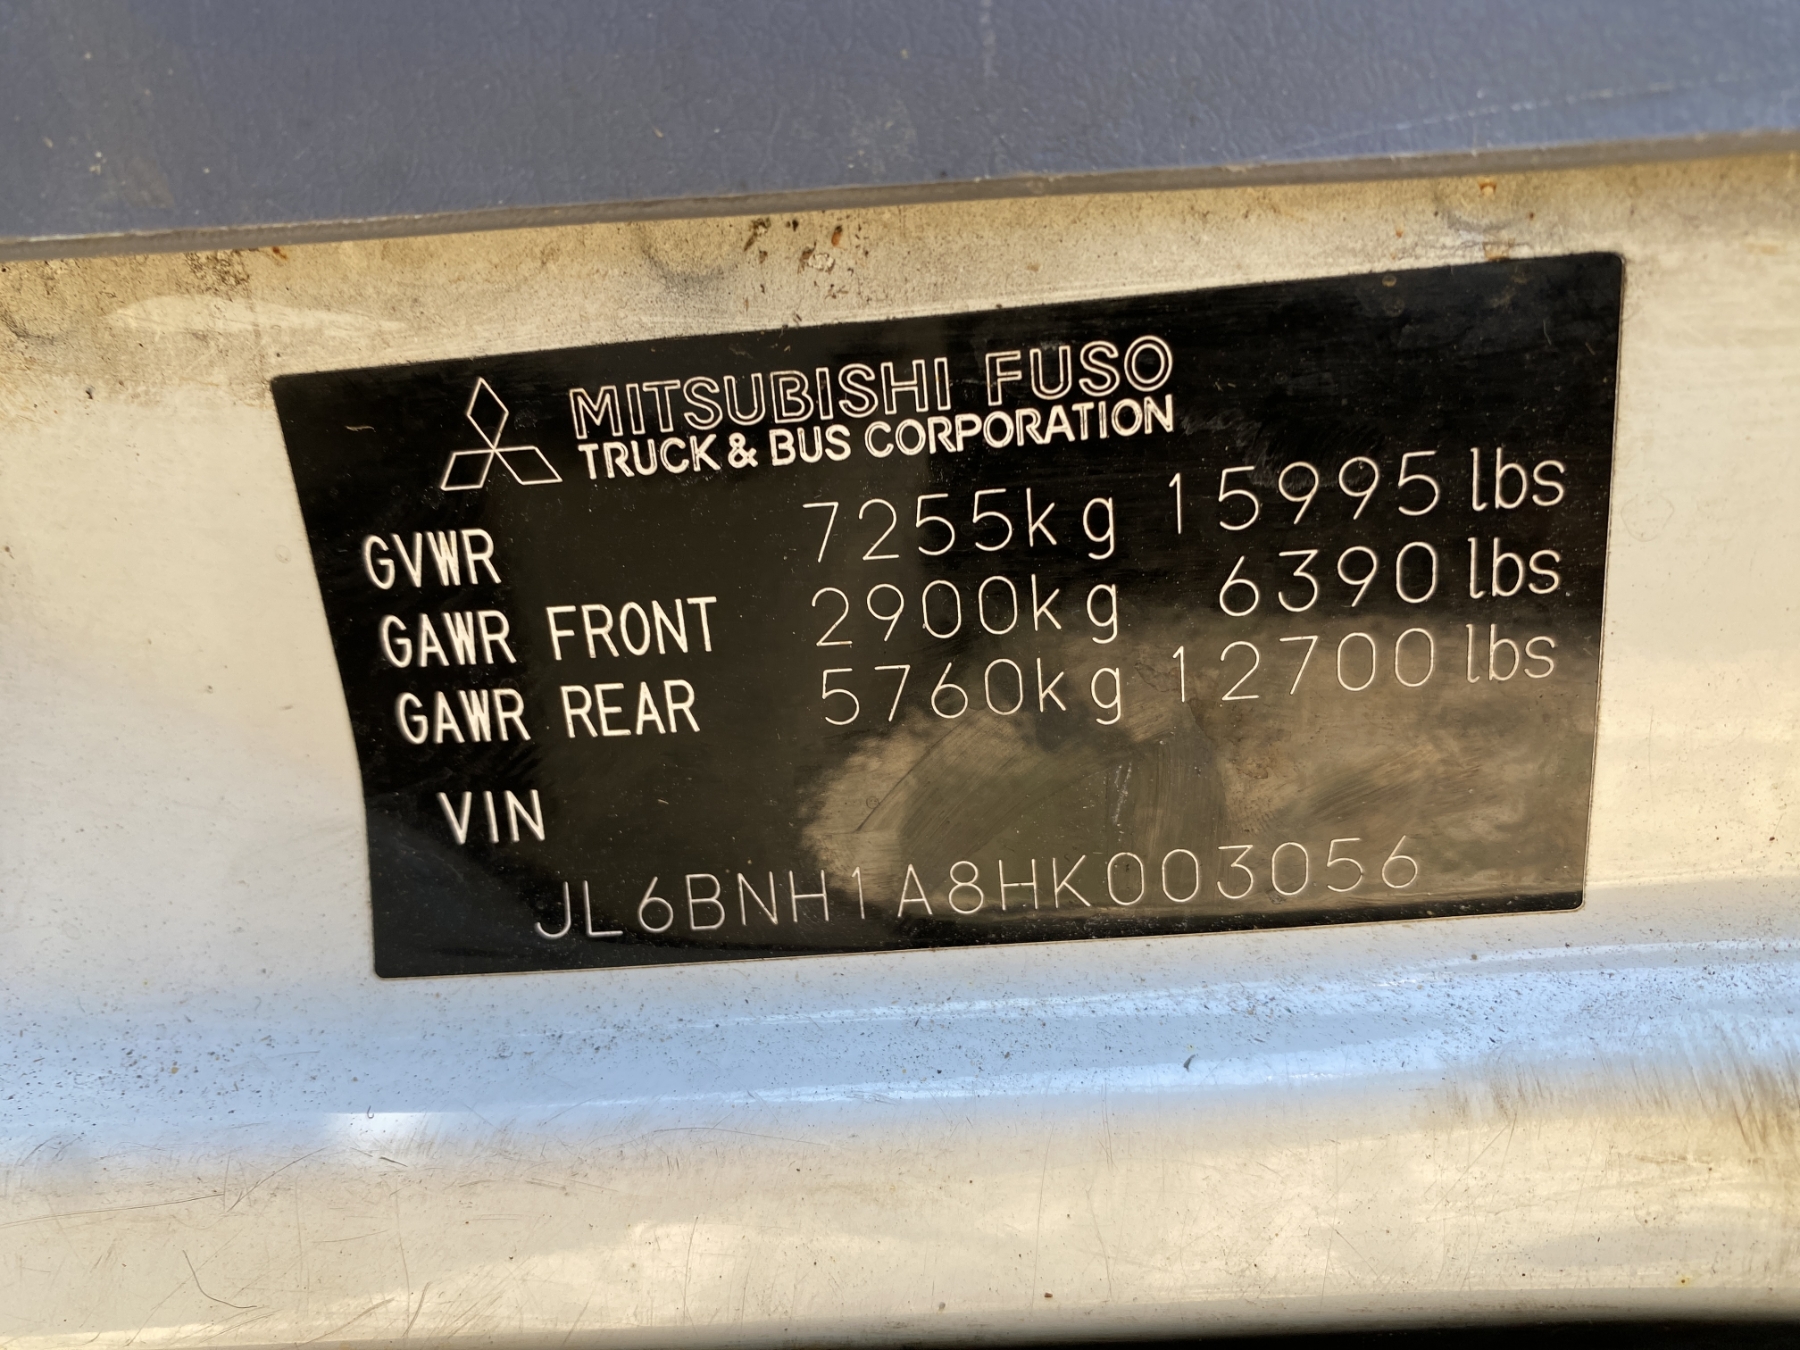 MITSUBISHI FUSO
TRUCK & BUS CORPORATION
GVWR 7255kg 15995 lbs
GAWR FRONT 2900kg 6390 lbs
GAWR REAR 5760kg 12700 lbs
VIN
JL6BNH1A8HK003056